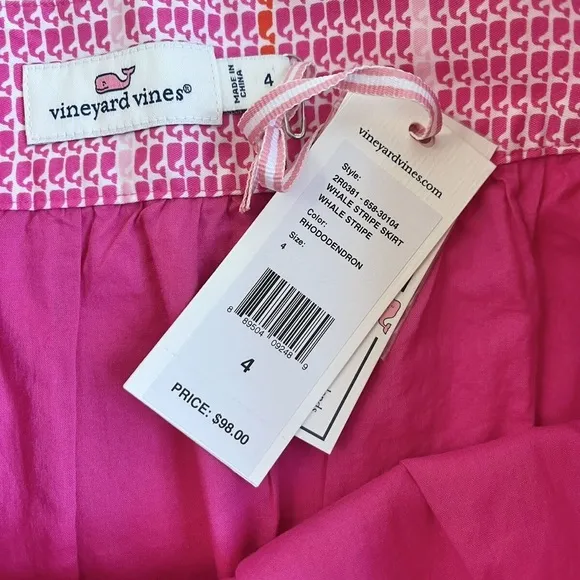 vineyard vines®
MADE IN
CHINA
4
vineyardvines.com
Style:
2R0381 - 658-30104
WHALE STRIPE SKIRT
WHALE STRIPE
Color:
RHODODENDRON
Size:
4
8 89504 09248 9
4
PRICE: $98.00